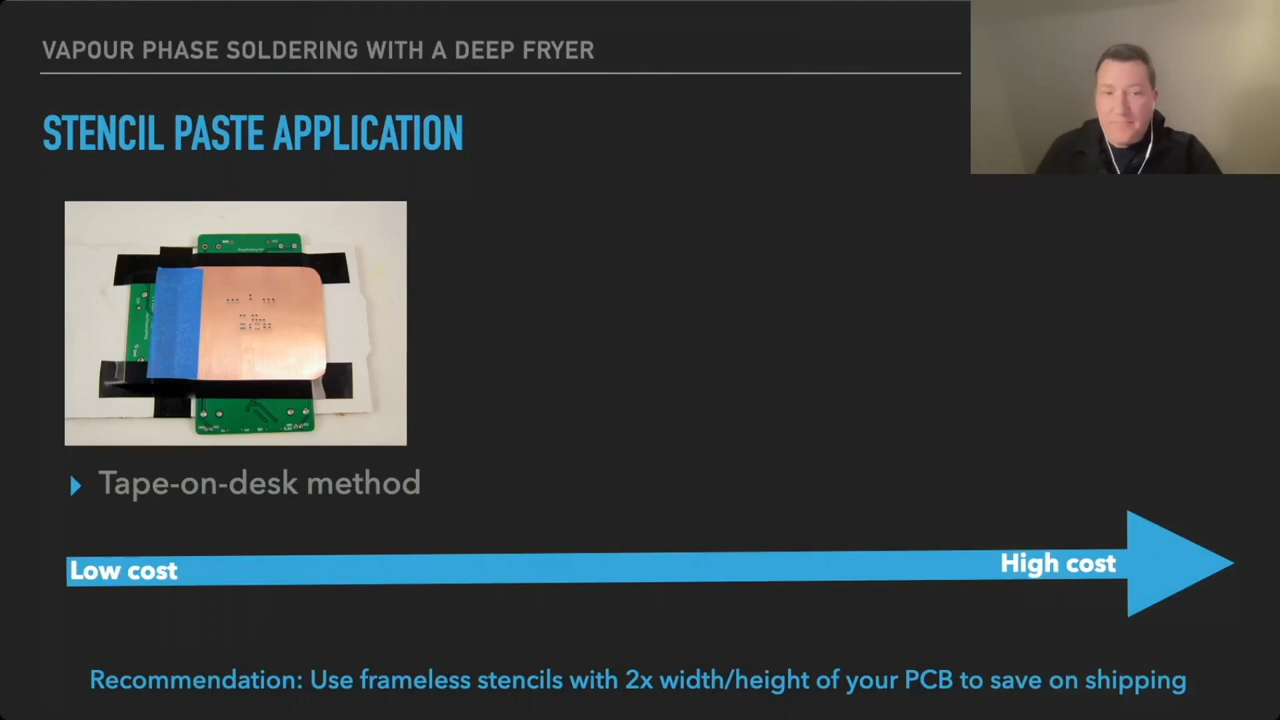 VAPOUR PHASE SOLDERING WITH A DEEP FRYER
STENCIL PASTE APPLICATION
Tape-on-desk method
Low cost
High cost
Recommendation: Use frameless stencils with 2x width/height of your PCB to save on shipping